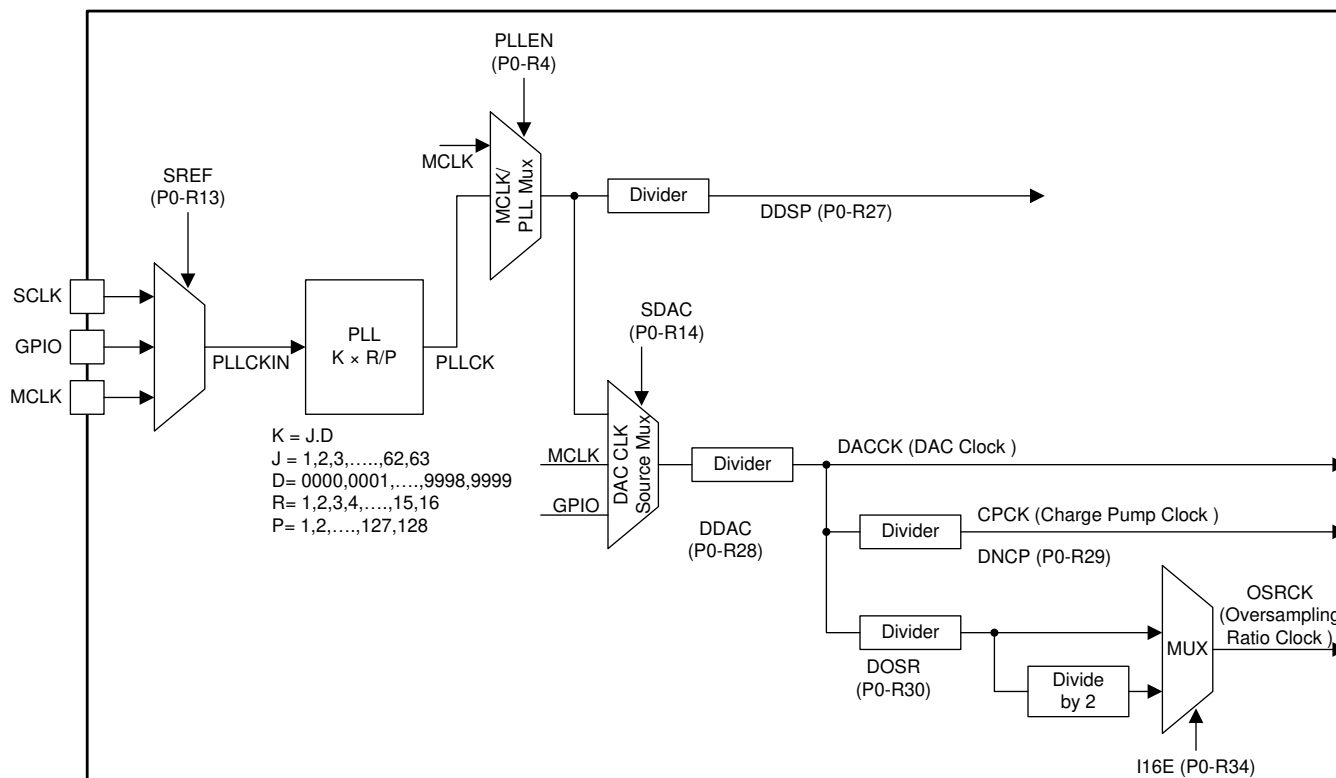 PLLEN
(P0-R4)
MCLK
MCLK/
PLL Mux
SREF
(P0-R13)
Divider
DDSP (P0-R27)
SCLK
GPIO
MCLK
PLLCKIN
PLL
K × R/P
PLLCK
SDAC
(P0-R14)
K = J.D
J = 1,2,3,…..,62,63
D= 0000,0001,….,9998,9999
R= 1,2,3,4,….,15,16
P= 1,2,….,127,128
MCLK
GPIO
DAC CLK
Source Mux
Divider
DDAC
(P0-R28)
DACCK (DAC Clock )
Divider
CPCK (Charge Pump Clock )
DNCP (P0-R29)
Divider
DOSR
(P0-R30)
Divide
by 2
MUX
OSRCK
(Oversampling
Ratio Clock )
I16E (P0-R34)